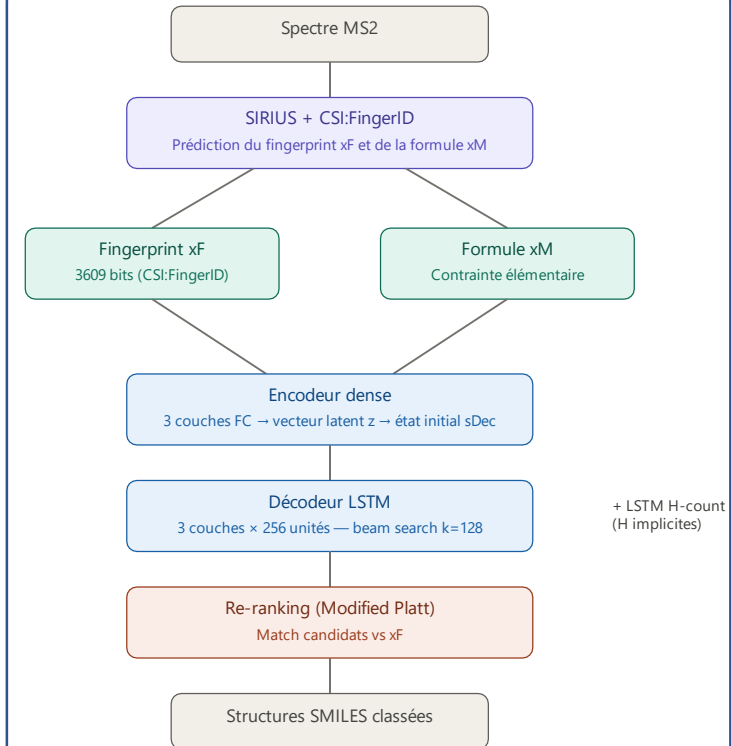 Spectre MS2
SIRIUS + CSI:FingerID
Prédiction du fingerprint xF et de la formule xM
Fingerprint xF
3609 bits (CSI:FingerID)
Formule xM
Contrainte élémentaire
Encodeur dense
3 couches FC → vecteur latent z → état initial sDec
Décodeur LSTM
3 couches × 256 unités — beam search k=128
+ LSTM H-count
(H implicites)
Re-ranking (Modified Platt)
Match candidats vs xF
Structures SMILES classées